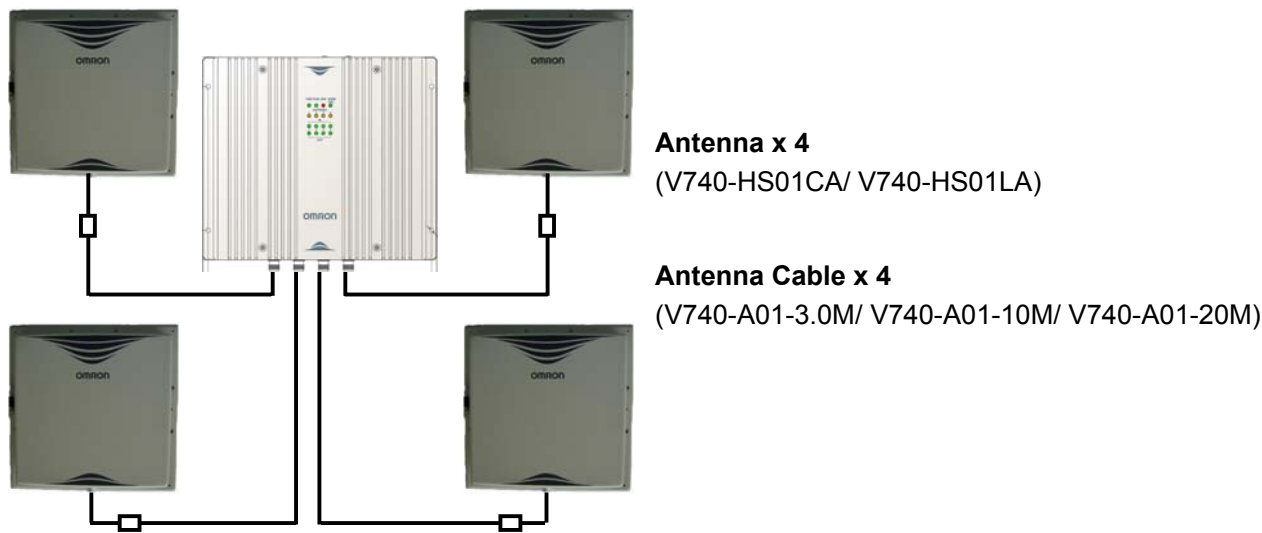 OMRON
OMRON
OMRON
Antenna x 4
(V740-HS01CA/ V740-HS01LA)
Antenna Cable x 4
(V740-A01-3.0M/ V740-A01-10M/ V740-A01-20M)
OMRON
OMRON